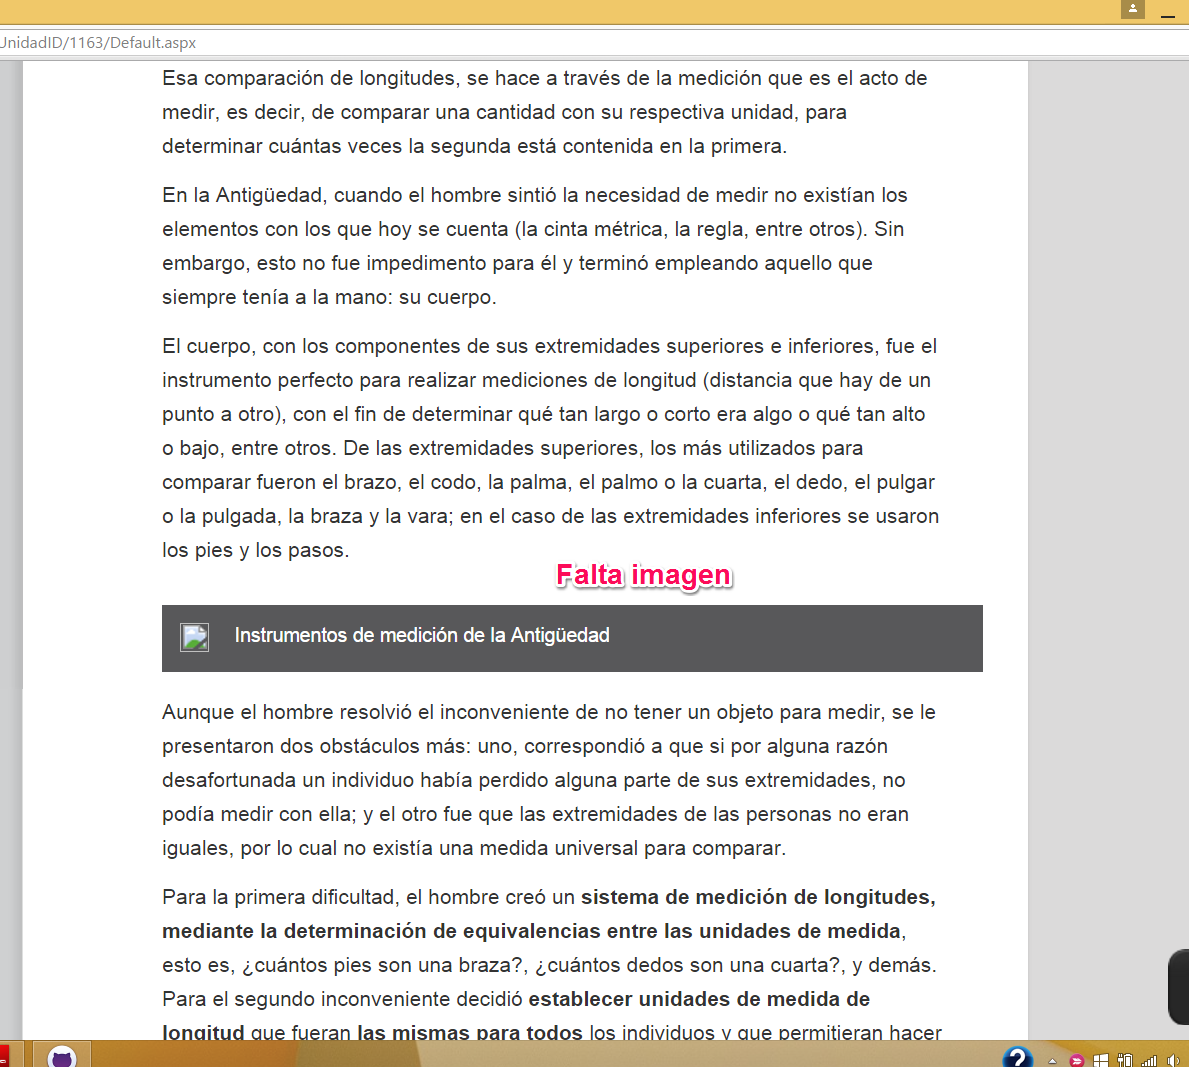 UnidadID/1163/Default.aspx
Esa comparación de longitudes, se hace a través de la medición que es el acto de
medir, es decir, de comparar una cantidad con su respectiva unidad, para
determinar cuántas veces la segunda está contenida en la primera.
En la Antigüedad, cuando el hombre sintió la necesidad de medir no existían los
elementos con los que hoy se cuenta (la cinta métrica, la regla, entre otros). Sin
embargo, esto no fue impedimento para él y terminó empleando aquello que
siempre tenía a la mano: su cuerpo.
El cuerpo, con los componentes de sus extremidades superiores e inferiores, fue el
instrumento perfecto para realizar mediciones de longitud (distancia que hay de un
punto a otro), con el fin de determinar qué tan largo o corto era algo o qué tan alto
o bajo, entre otros. De las extremidades superiores, los más utilizados para
comparar fueron el brazo, el codo, la palma, el palmo o la cuarta, el dedo, el pulgar
o la pulgada, la braza y la vara; en el caso de las extremidades inferiores se usaron
los pies y los pasos.
Falta imagen
Instrumentos de medición de la Antigüedad
Aunque el hombre resolvió el inconveniente de no tener un objeto para medir, se le
presentaron dos obstáculos más: uno, correspondió a que si por alguna razón
desafortunada un individuo había perdido alguna parte de sus extremidades, no
podía medir con ella; y el otro fue que las extremidades de las personas no eran
iguales, por lo cual no existía una medida universal para comparar.
Para la primera dificultad, el hombre creó un sistema de medición de longitudes,
mediante la determinación de equivalencias entre las unidades de medida,
esto es, ¿cuántos pies son una braza?, ¿cuántos dedos son una cuarta?, y demás.
Para el segundo inconveniente decidió establecer unidades de medida de
longitud que fueran las mismas para todos los individuos y que permitieran hacer